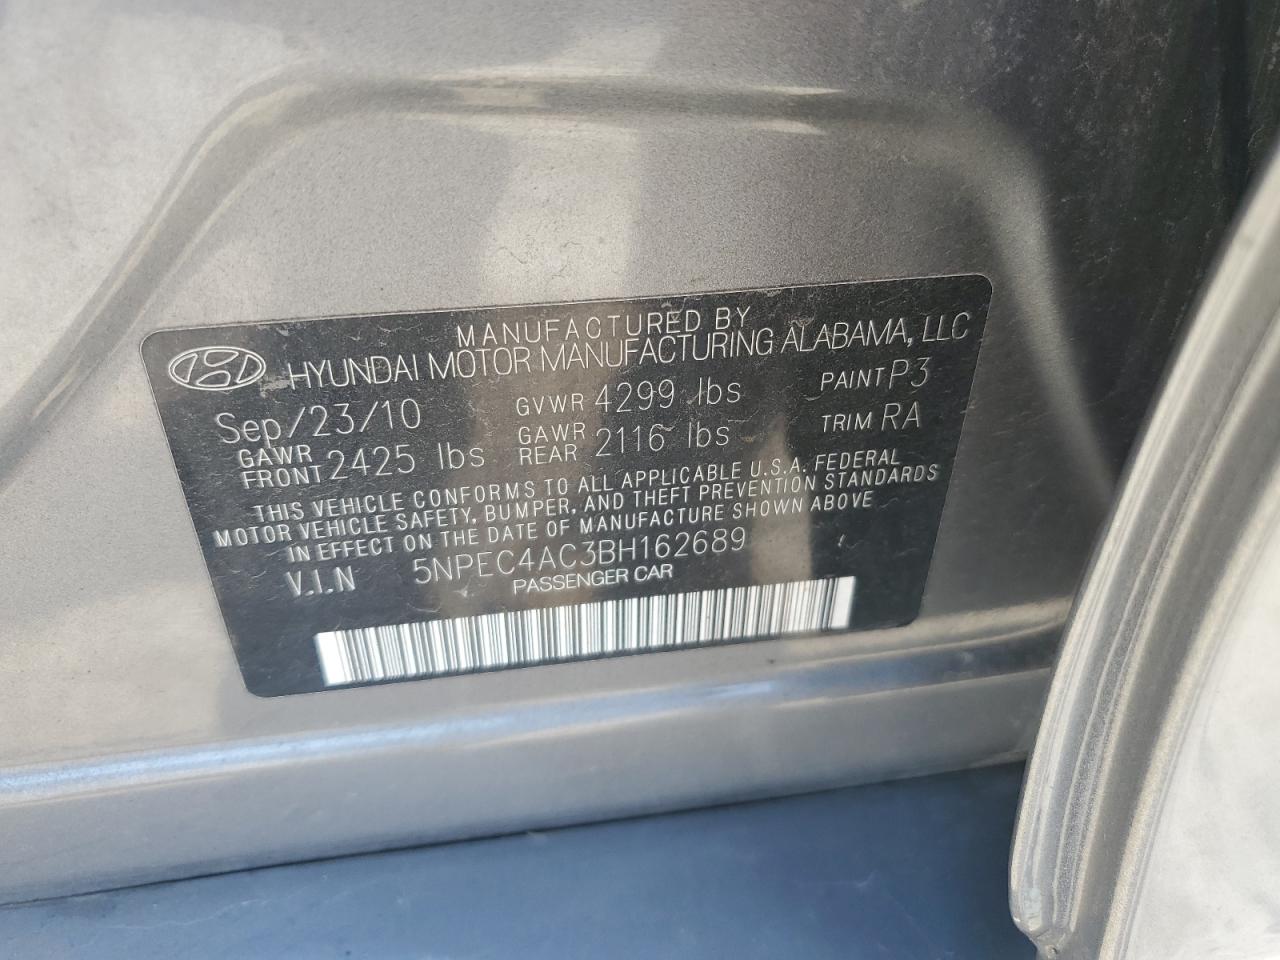 MANUFACTURED BY
HYUNDAI MOTOR MANUFACTURING ALABAMA, LLC
Sep/23/10 GVWR 4299 lbs PAINT P3
GAWR FRONT 2425 lbs GAWR REAR 2116 lbs TRIM RA
THIS VEHICLE CONFORMS TO ALL APPLICABLE U.S.A. FEDERAL
MOTOR VEHICLE SAFETY, BUMPER, AND THEFT PREVENTION STANDARDS
IN EFFECT ON THE DATE OF MANUFACTURE SHOWN ABOVE
V.I.N 5NPEC4AC3BH162689
PASSENGER CAR